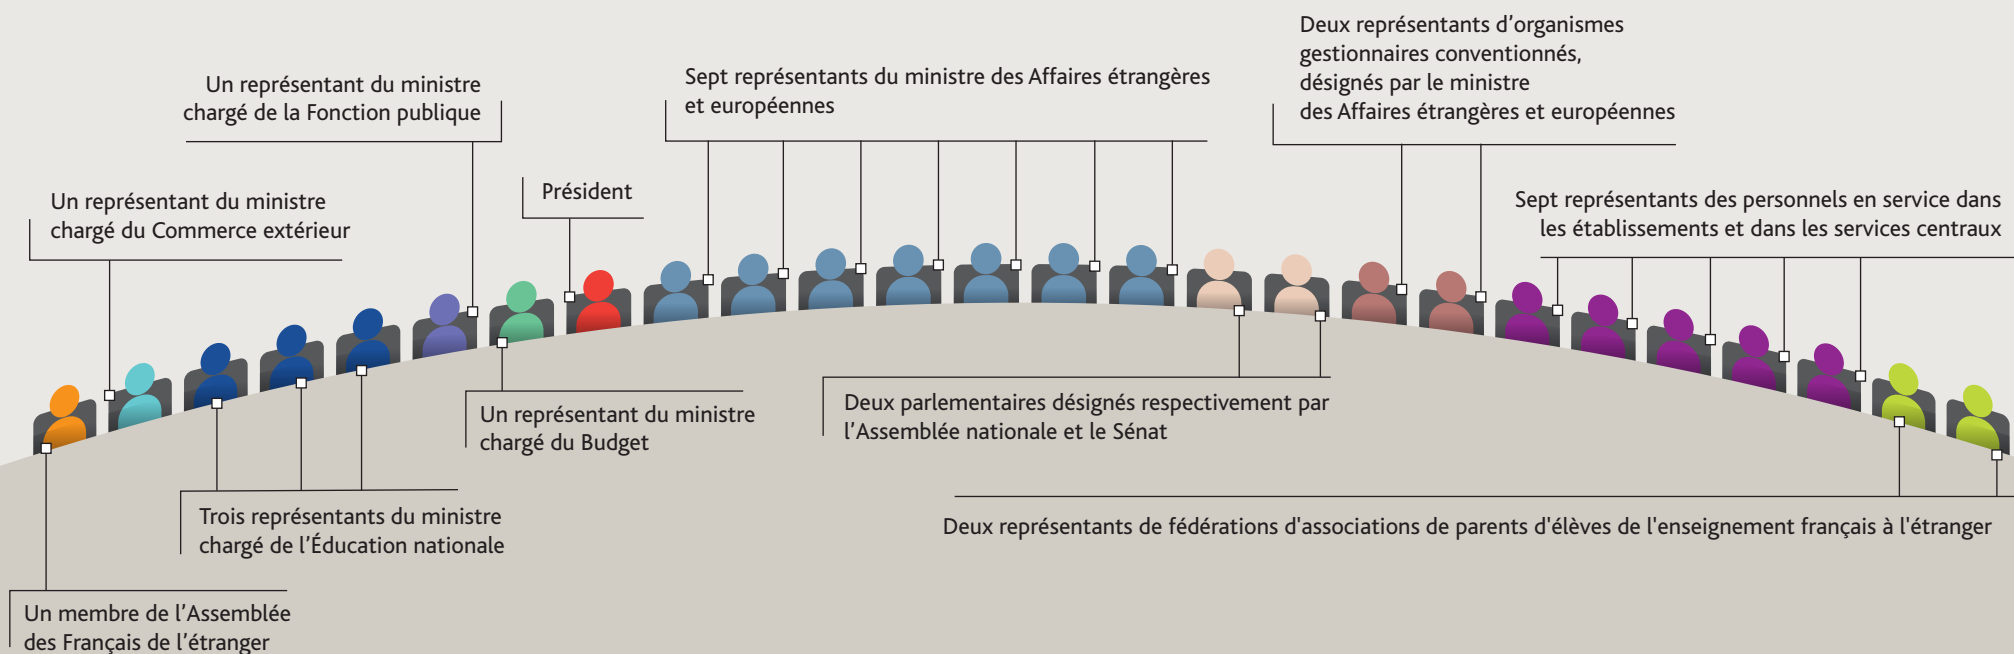 Un représentant du ministre
chargé de la Fonction publique
Sept représentants du ministre des Affaires étrangères
et européennes
Deux représentants d’organismes
gestionnaires conventionnés,
désignés par le ministre
des Affaires étrangères et européennes
Un représentant du ministre
chargé du Commerce extérieur
Président
Sept représentants des personnels en service dans
les établissements et dans les services centraux
Un représentant du ministre
chargé du Budget
Deux parlementaires désignés respectivement par
l’Assemblée nationale et le Sénat
Trois représentants du ministre
chargé de l’Éducation nationale
Deux représentants de fédérations d'associations de parents d'élèves de l'enseignement français à l'étranger
Un membre de l’Assemblée
des Français de l’étranger